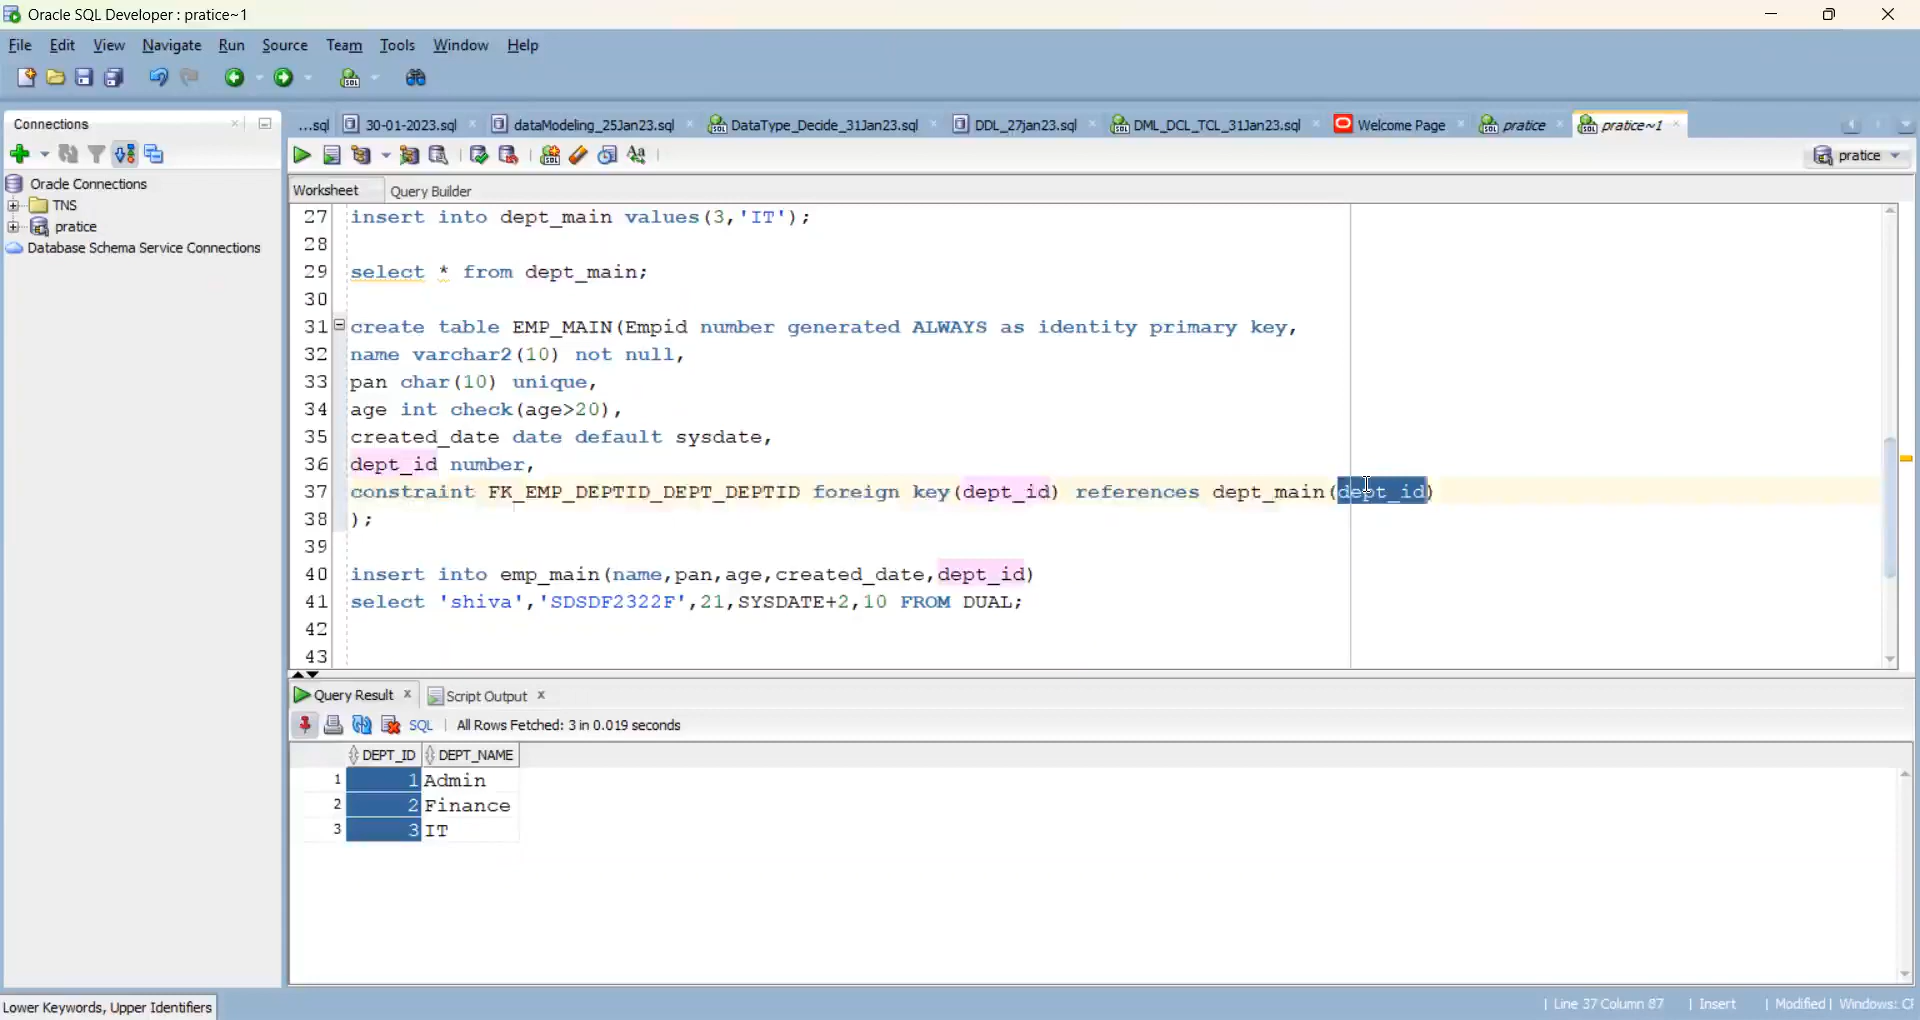 Oracle SQL Developer : pratice~1
File Edit View Navigate Run Source Team Tools Window Help
Connections
...sql 30-01-2023.sql dataModeling_25Jan23.sql DataType_Decide_31Jan23.sql DDL_27jan23.sql DML_DCL_TCL_31Jan23.sql Welcome Page pratice pratice~1
pratice
Oracle Connections
TNS
pratice
Database Schema Service Connections
Worksheet Query Builder
27 insert into dept_main values(3,'IT');
28
29 select * from dept_main;
30
31 create table EMP_MAIN(Empid number generated ALWAYS as identity primary key,
32 name varchar2(10) not null,
33 pan char(10) unique,
34 age int check(age>20),
35 created_date date default sysdate,
36 dept_id number,
37 constraint FK_EMP_DEPTID_DEPT_DEPTID foreign key(dept_id) references dept_main(dept_id)
38 );
39
40 insert into emp_main(name,pan,age,created_date,dept_id)
41 select 'shiva','SDSDF2322F',21,SYSDATE+2,10 FROM DUAL;
42
43
Query Result Script Output
SQL | All Rows Fetched: 3 in 0.019 seconds
DEPT_ID DEPT_NAME
1 1 Admin
2 2 Finance
3 3 IT
Lower Keywords, Upper Identifiers
| Line 37 Column 87 | Insert | Modified | Windows: